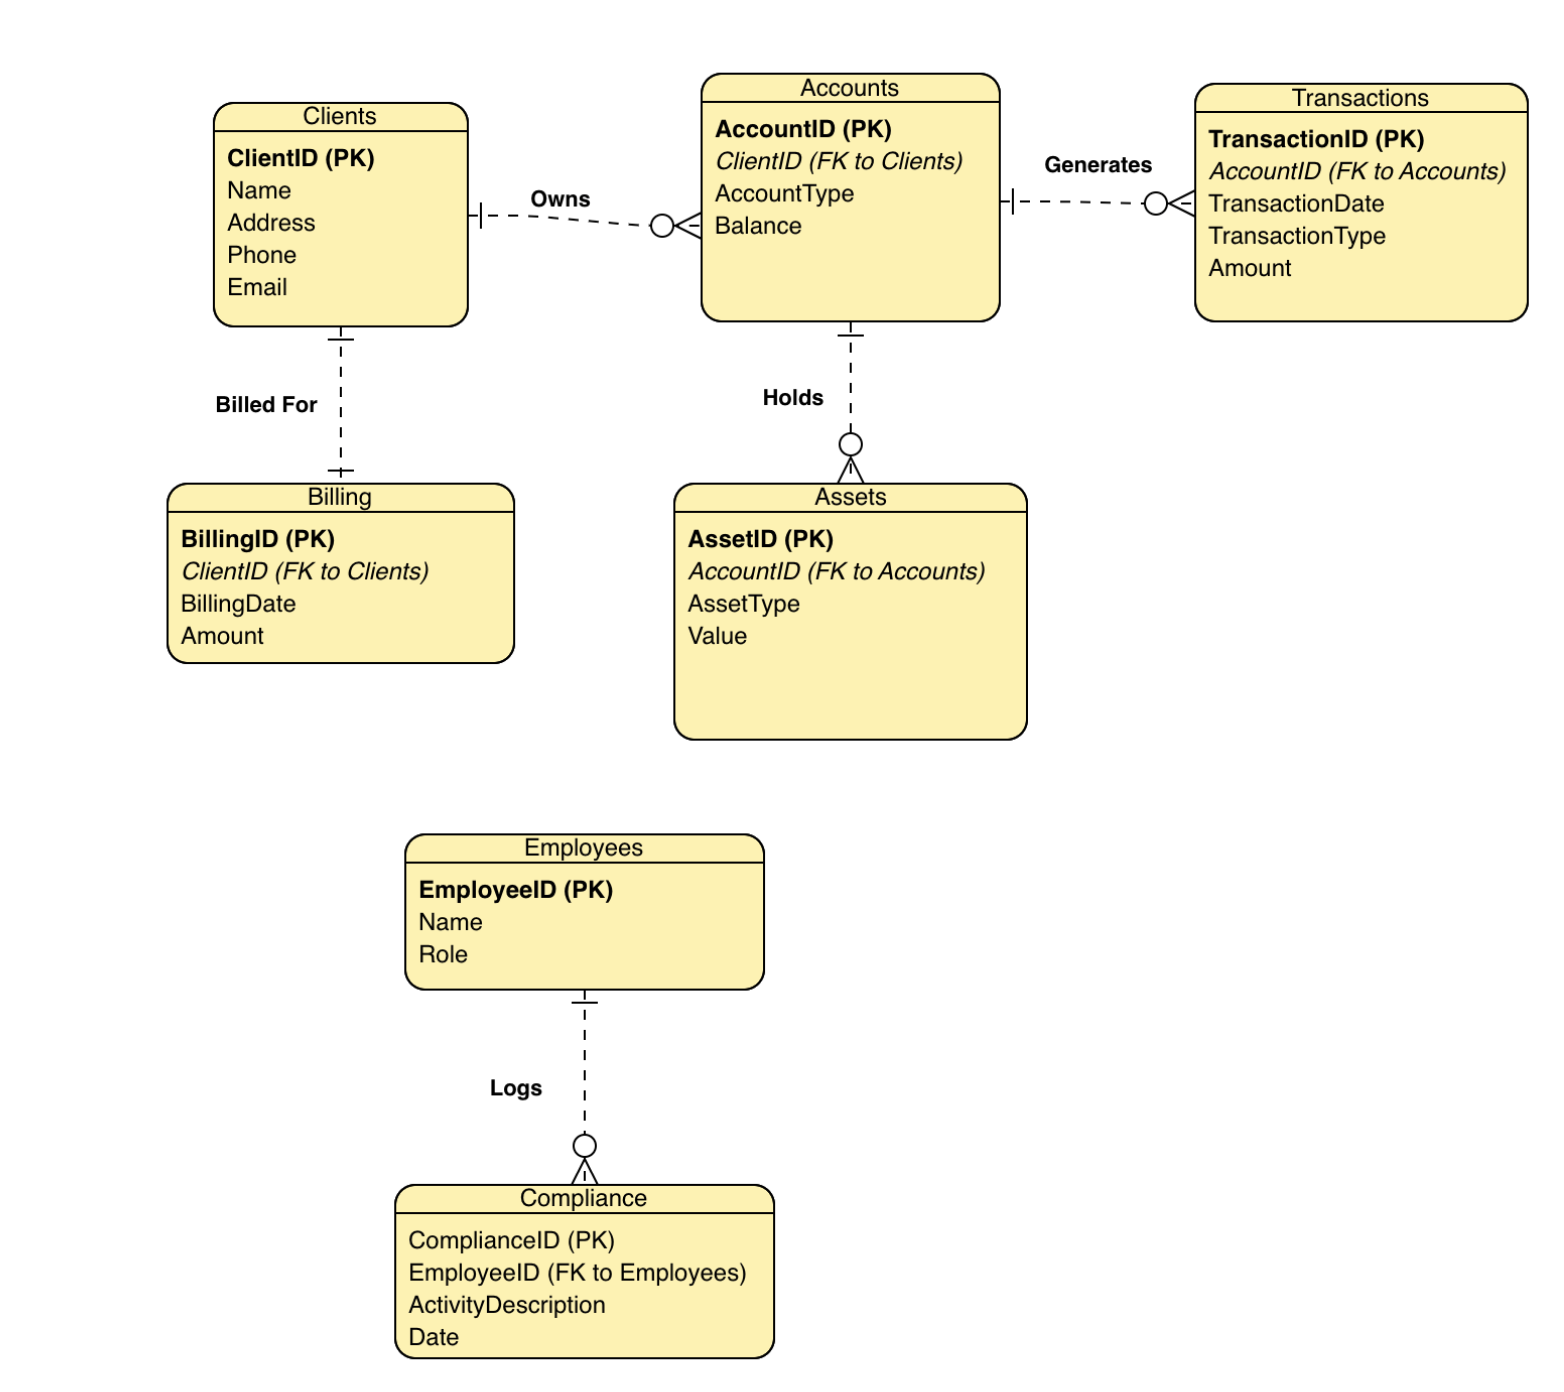 Clients
ClientID (PK)
Name
Address
Phone
Email
Owns
Accounts
AccountID (PK)
ClientID (FK to Clients)
AccountType
Balance
Generates
Transactions
TransactionID (PK)
AccountID (FK to Accounts)
TransactionDate
TransactionType
Amount
Billed For
Holds
Billing
BillingID (PK)
ClientID (FK to Clients)
BillingDate
Amount
Assets
AssetID (PK)
AccountID (FK to Accounts)
AssetType
Value
Employees
EmployeeID (PK)
Name
Role
Logs
Compliance
ComplianceID (PK)
EmployeeID (FK to Employees)
ActivityDescription
Date